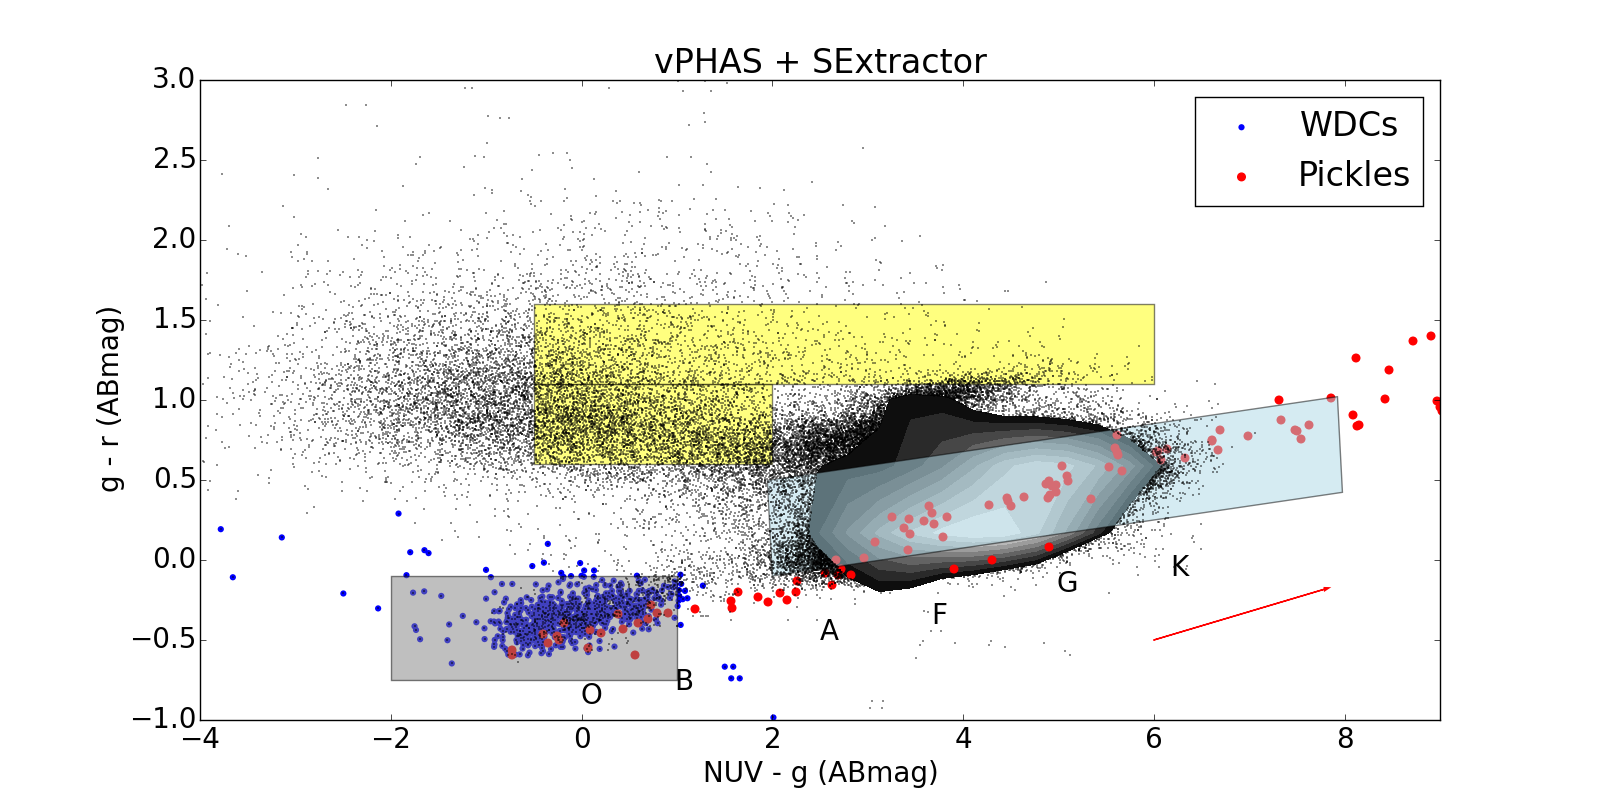 vPHAS + SExtractor
3.0
2.5
2.0
1.5
1.0
0.5
0.0
−0.5
−1.0
g - r (ABmag)
WDCs
Pickles
O
B
A
F
G
K
−4
−2
0
2
4
6
8
NUV - g (ABmag)